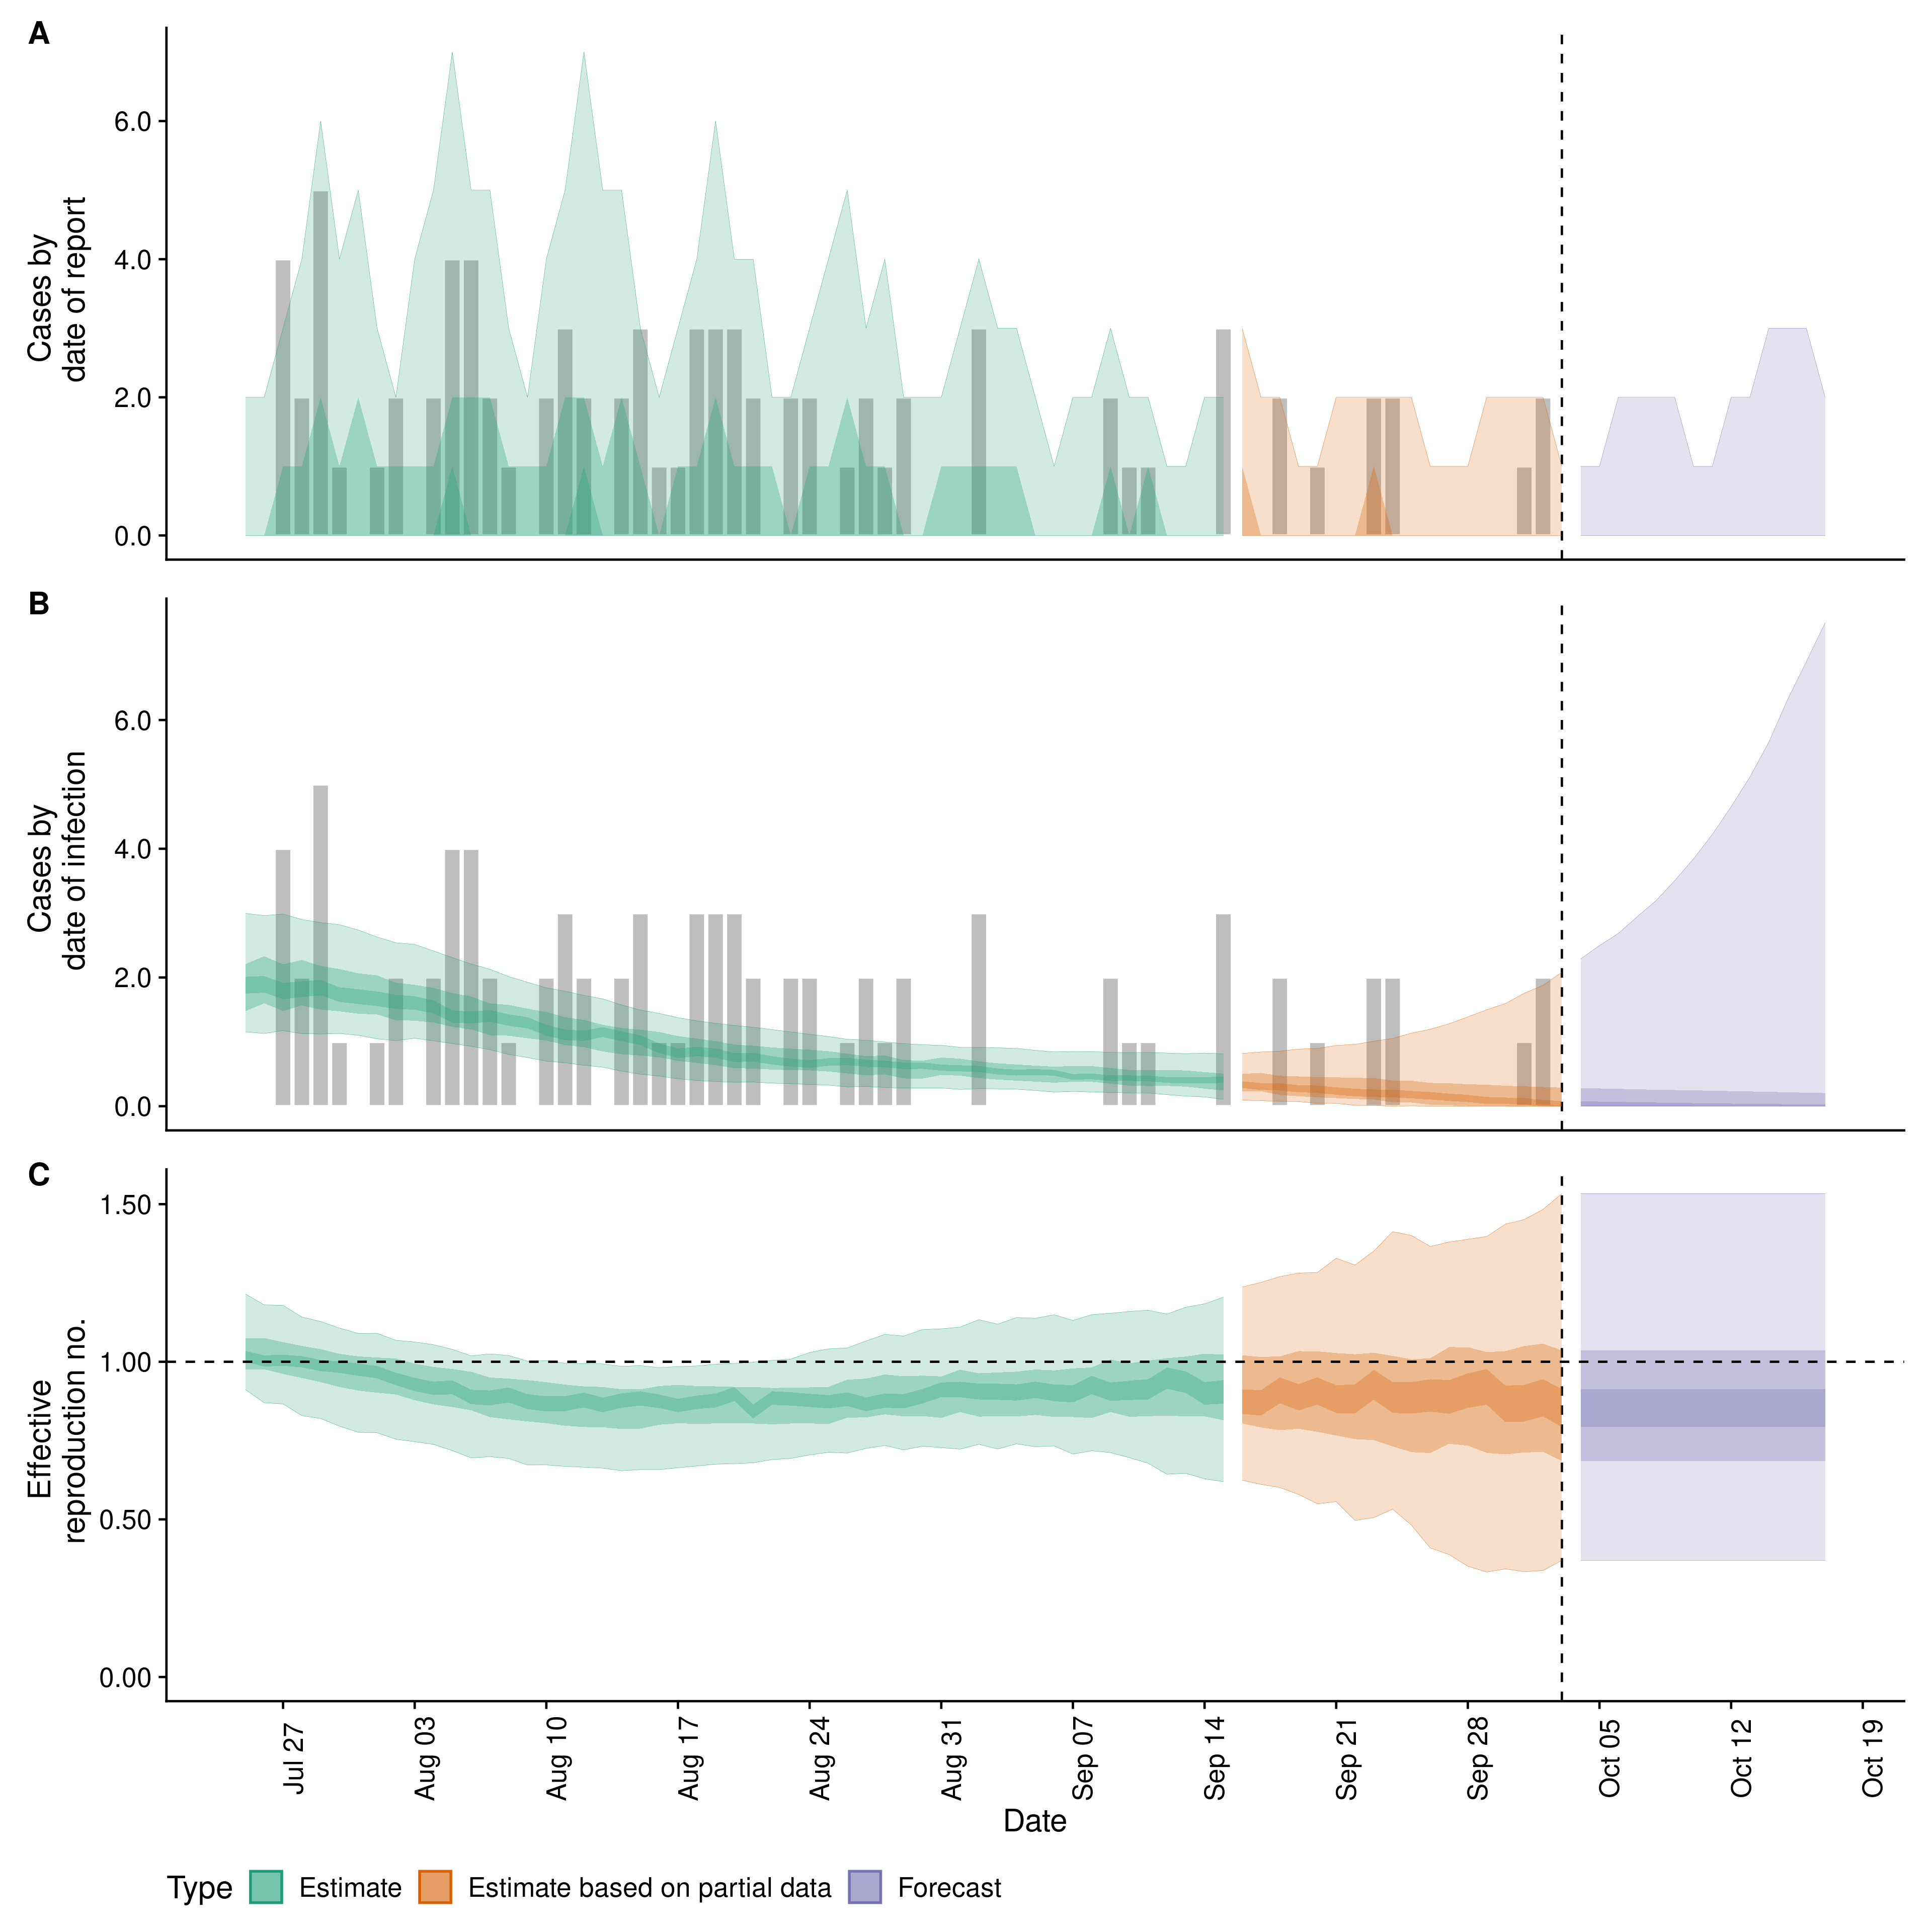 A
Cases by
date of report
6.0
4.0
2.0
0.0
B
Cases by
date of infection
6.0
4.0
2.0
0.0
C
Effective
reproduction no.
1.50
1.00
0.50
0.00
Jul 27
Aug 03
Aug 10
Aug 17
Aug 24
Aug 31
Sep 07
Sep 14
Sep 21
Sep 28
Oct 05
Oct 12
Oct 19
Date
Type Estimate Estimate based on partial data Forecast